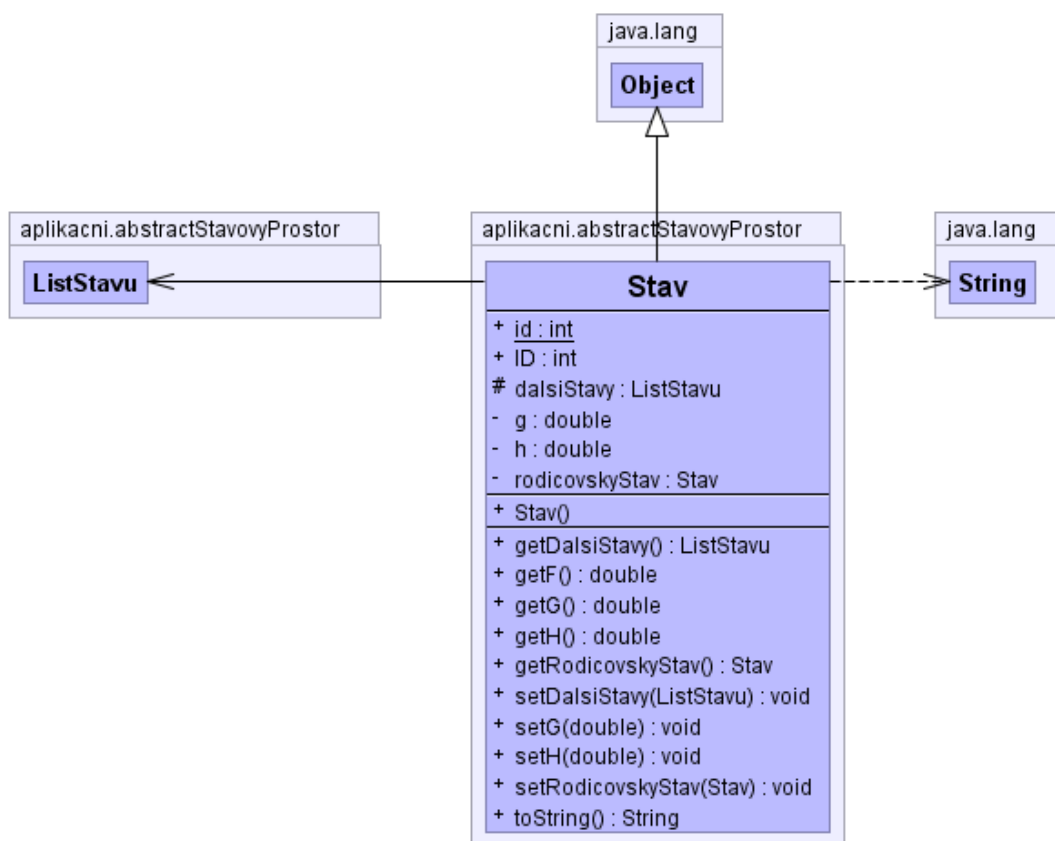 java.lang
Object
aplikacni.abstractStavovyProstor
ListStavu
aplikacni.abstractStavovyProstor
Stav
+ id : int
+ ID : int
# dalsiStavy : ListStavu
- g : double
- h : double
- rodicovskyStav : Stav
+ Stav()
+ getDalsiStavy() : ListStavu
+ getF() : double
+ getG() : double
+ getH() : double
+ getRodicovskyStav() : Stav
+ setDalsiStavy(ListStavu) : void
+ setG(double) : void
+ setH(double) : void
+ setRodicovskyStav(Stav) : void
+ toString() : String
java.lang
String